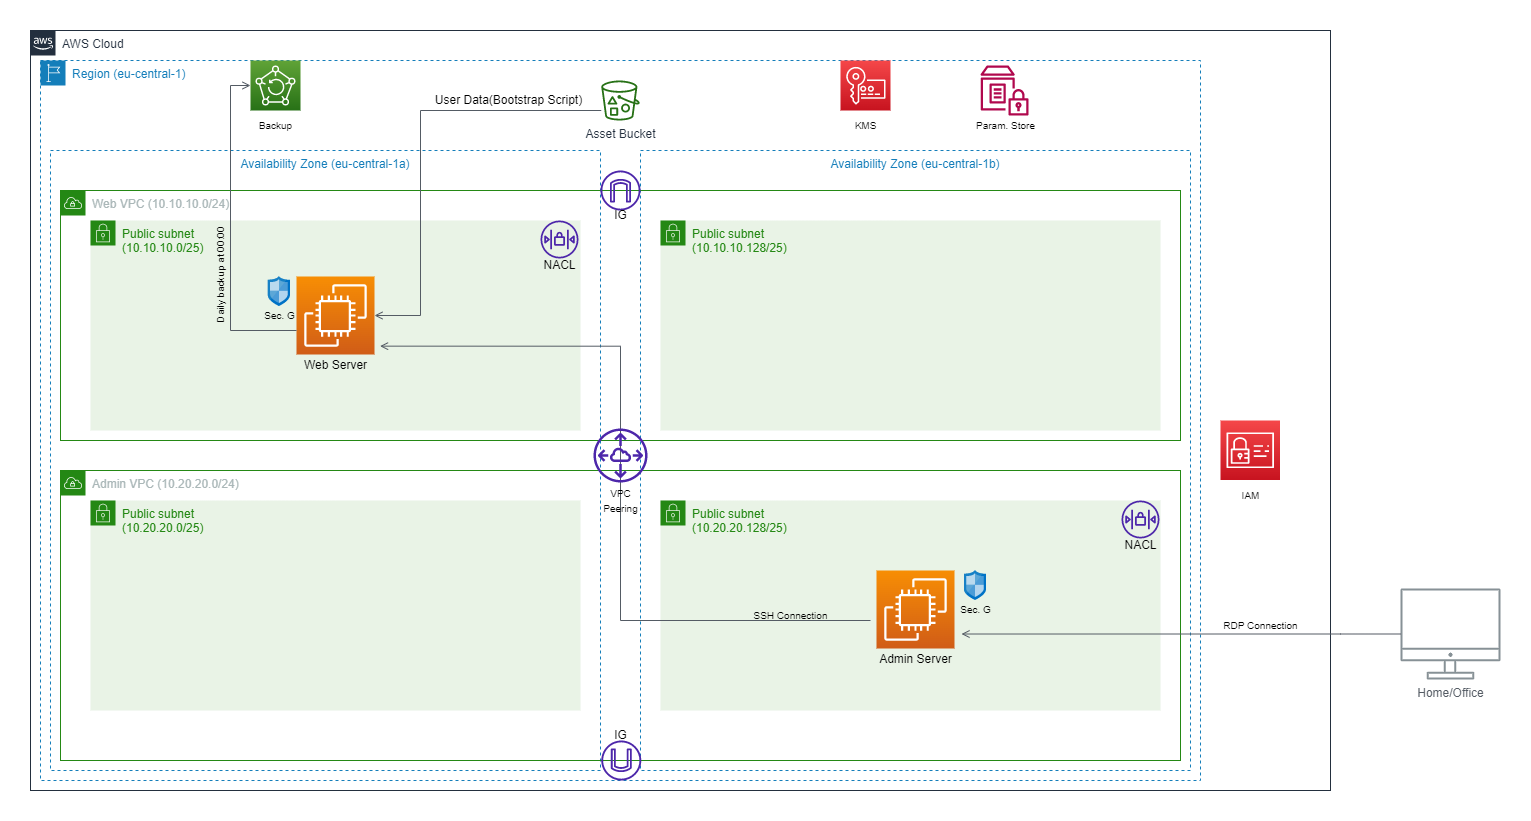 aws
AWS Cloud
Region (eu-central-1)
Backup
User Data(Bootstrap Script)
Asset Bucket
KMS
Param. Store
Availability Zone (eu-central-1a)
Availability Zone (eu-central-1b)
Web VPC (10.10.10.0/24)
IG
Public subnet
(10.10.10.0/25)
Daily backup at 00:00
NACL
Public subnet
(10.10.10.128/25)
Sec. G
Web Server
VPC
Peering
Admin VPC (10.20.20.0/24)
Public subnet
(10.20.20.0/25)
Public subnet
(10.20.20.128/25)
NACL
IAM
SSH Connection
Sec. G
Admin Server
RDP Connection
Home/Office
IG